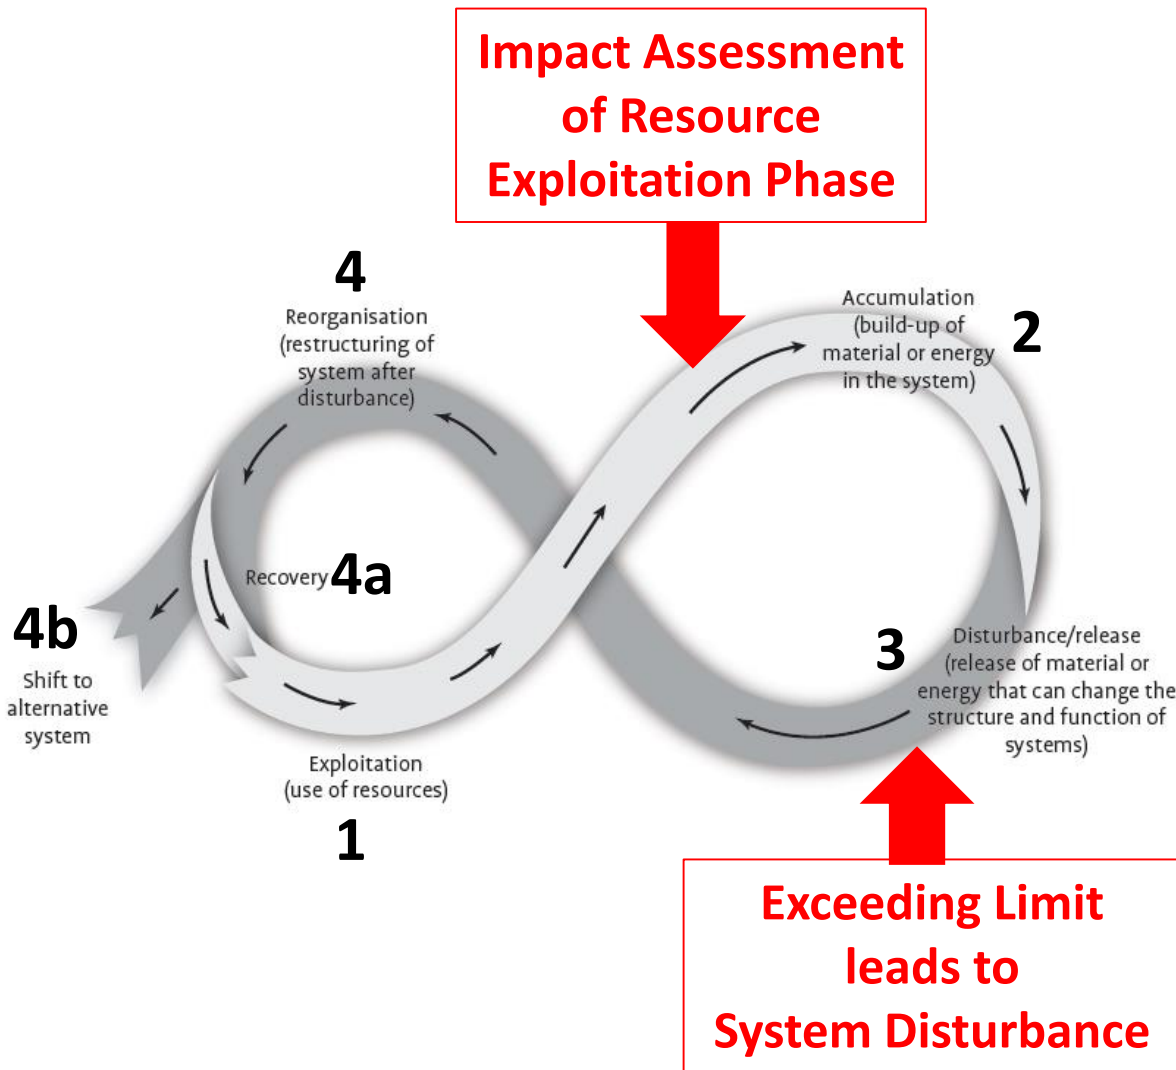 Impact Assessment
of Resource
Exploitation Phase
4
Reorganisation
(restructuring of
system after
disturbance)
Accumulation
(build-up of
material or energy
in the system)
2
Recovery
4a
4b
Shift to
alternative
system
3
Disturbance/release
(release of material or
energy that can change the
structure and function of
systems)
Exploitation
(use of resources)
1
Exceeding Limit
leads to
System Disturbance